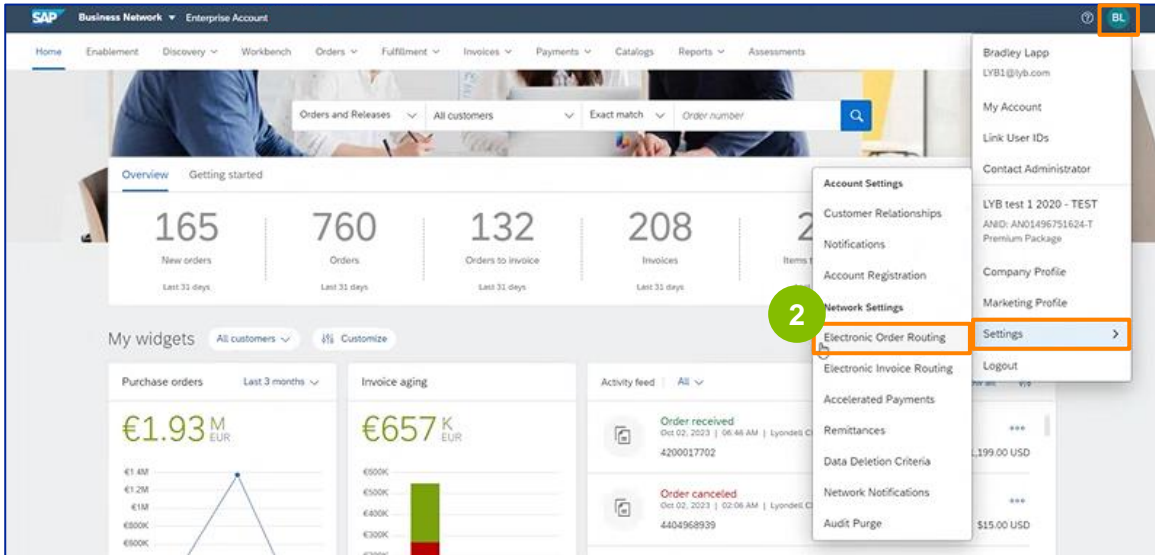 SAP Business Network Enterprise Account BL
Home Enablement Discovery Workbench Orders Fulfillment Invoices Payments Catalogs Reports Assessments
Orders and Releases All customers Exact match Order number
Overview Getting started
165
New orders
Last 31 days
760
Orders
Last 31 days
132
Orders to invoice
Last 31 days
208
Invoices
Last 31 days
2
Items
My widgets All customers Customize
Purchase orders Last 3 months
€1.93 M
EUR
€1.4M
€1.2M
€1M
€800K
€600K
Invoice aging
€657 K
EUR
€600K
€500K
€400K
€300K
Activity feed All
Order received
Oct 02, 2023 | 06:46 AM | Lyondell
4200017702
,199.00 USD
Order canceled
Oct 02, 2023 | 02:06 AM | Lyondell
4404968939
$15.00 USD
Account Settings
Customer Relationships
Notifications
Account Registration
Network Settings
2
Electronic Order Routing
Electronic Invoice Routing
Accelerated Payments
Remittances
Data Deletion Criteria
Network Notifications
Audit Purge
Bradley Lapp
LYB1@lyb.com
My Account
Link User IDs
Contact Administrator
LYB test 1 2020 - TEST
ANID: AN01496751624-T
Premium Package
Company Profile
Marketing Profile
Settings
Logout